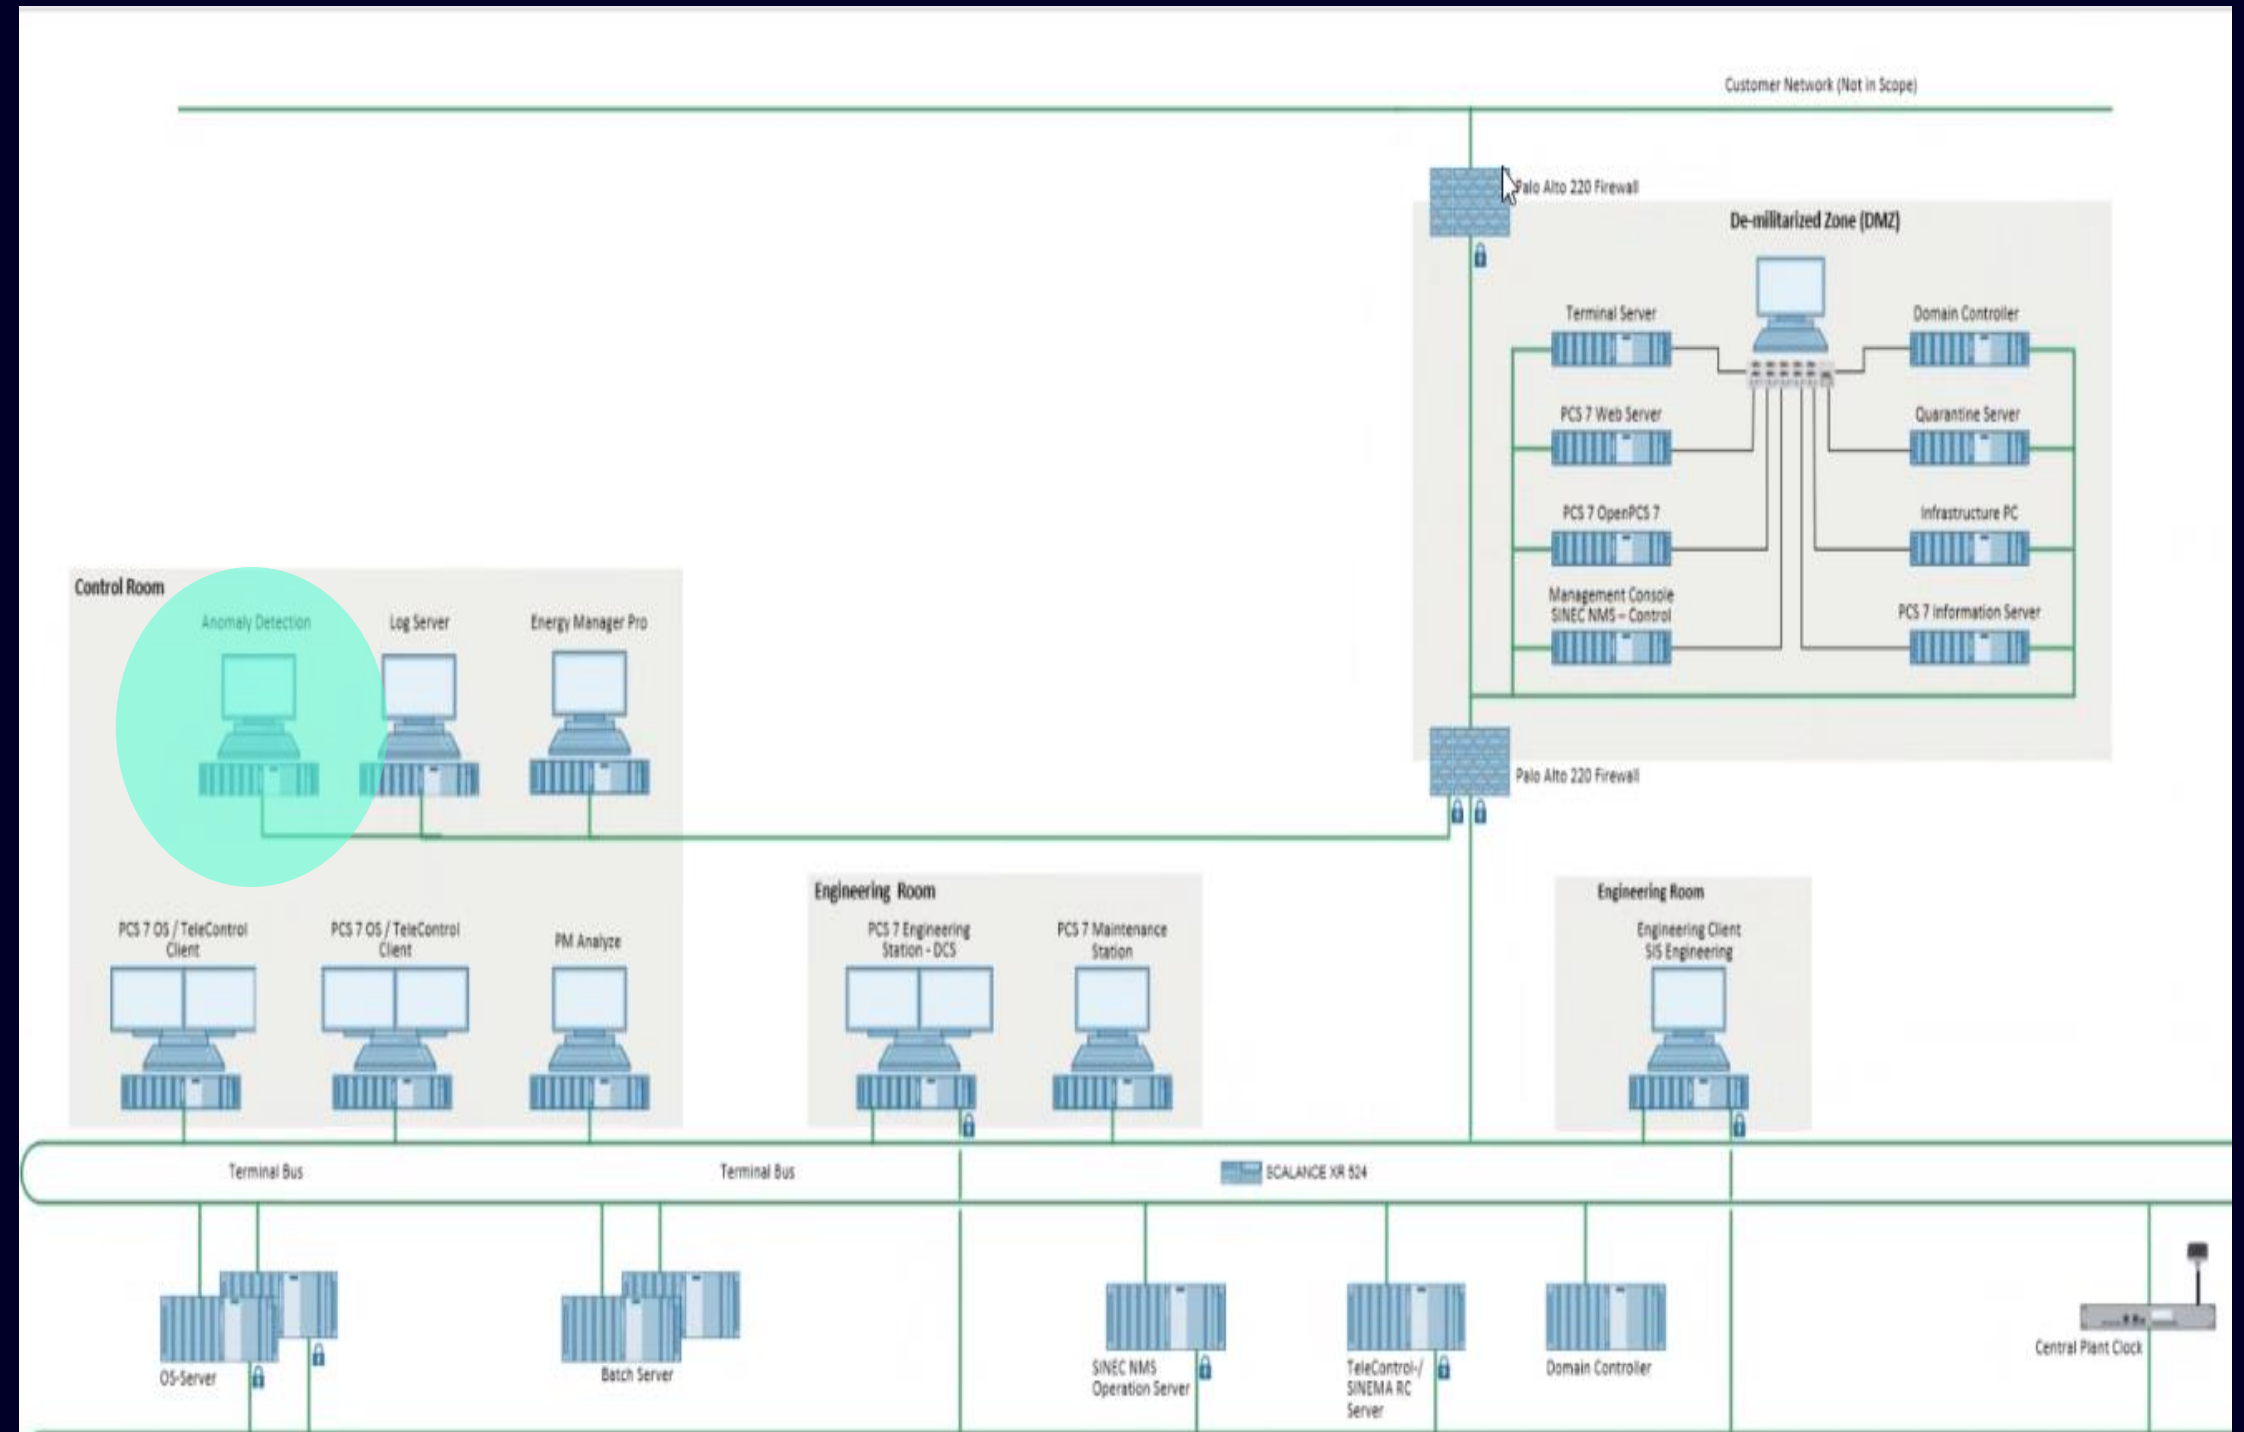 Customer Network (Not in Scope)
Palo Alto 220 Firewall
De-militarized Zone (DMZ)
Terminal Server
Domain Controller
PCS 7 Web Server
Quarantine Server
PCS 7 OpenPCS 7
Infrastructure PC
Management Console
SINEC NMS – Control
PCS 7 Information Server
Palo Alto 220 Firewall
Control Room
Anomaly Detection
Log Server
Energy Manager Pro
PCS 7 OS / TeleControl
Client
PCS 7 OS / TeleControl
Client
PM Analyze
Engineering Room
PCS 7 Engineering
Station - DCS
PCS 7 Maintenance
Station
Engineering Room
Engineering Client
SIS Engineering
Terminal Bus
Terminal Bus
SCALANCE XR 524
OS-Server
Batch Server
SINEC NMS
Operation Server
TeleControl-/
SINEMA RC
Server
Domain Controller
Central Plant Clock